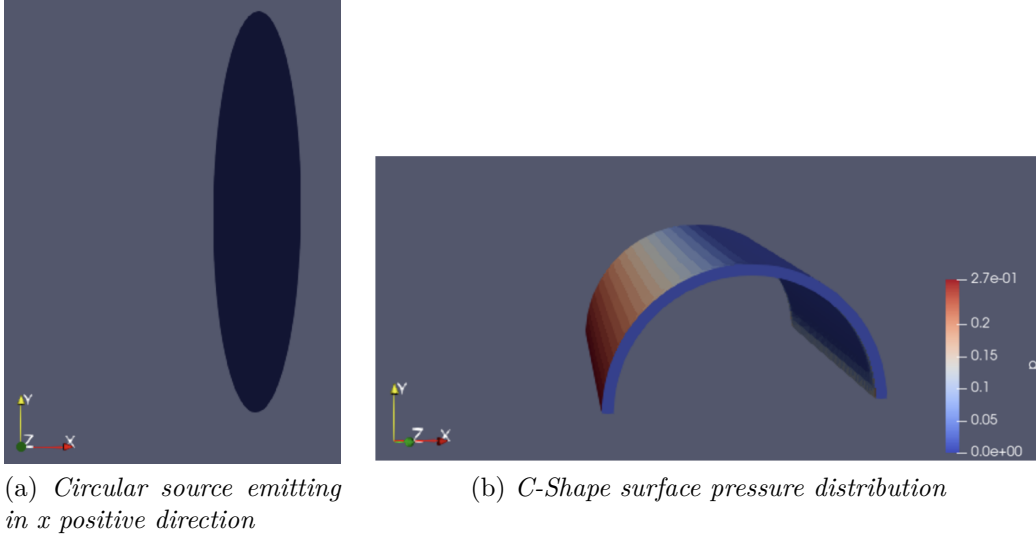 Y
Z
X
(a) Circular source emitting
in x positive direction
Y
Z
X
2.7e-01
0.2
0.15
0.1
0.05
0.0e+00
p
(b) C-Shape surface pressure distribution